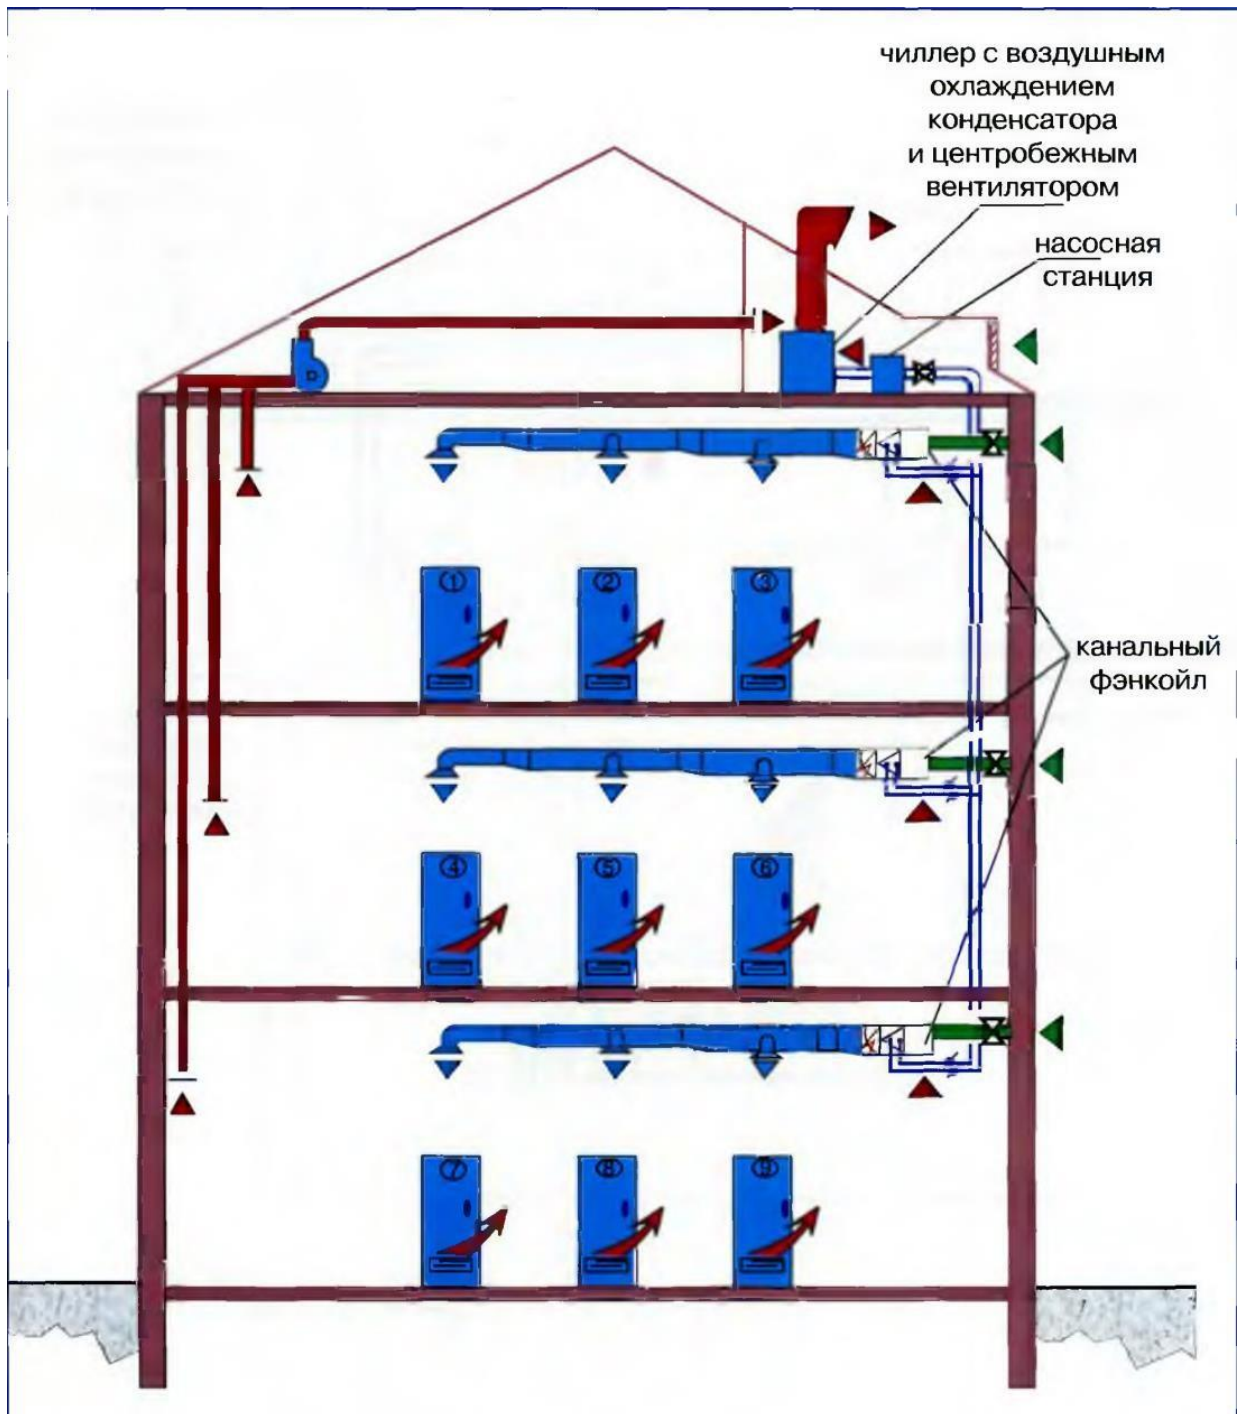 чиллер с воздушным
охлаждением
конденсатора
и центробежным
вентилятором
насосная
станция
1 2 3
канальный
фэнкойл
4 5 6
7 8 9